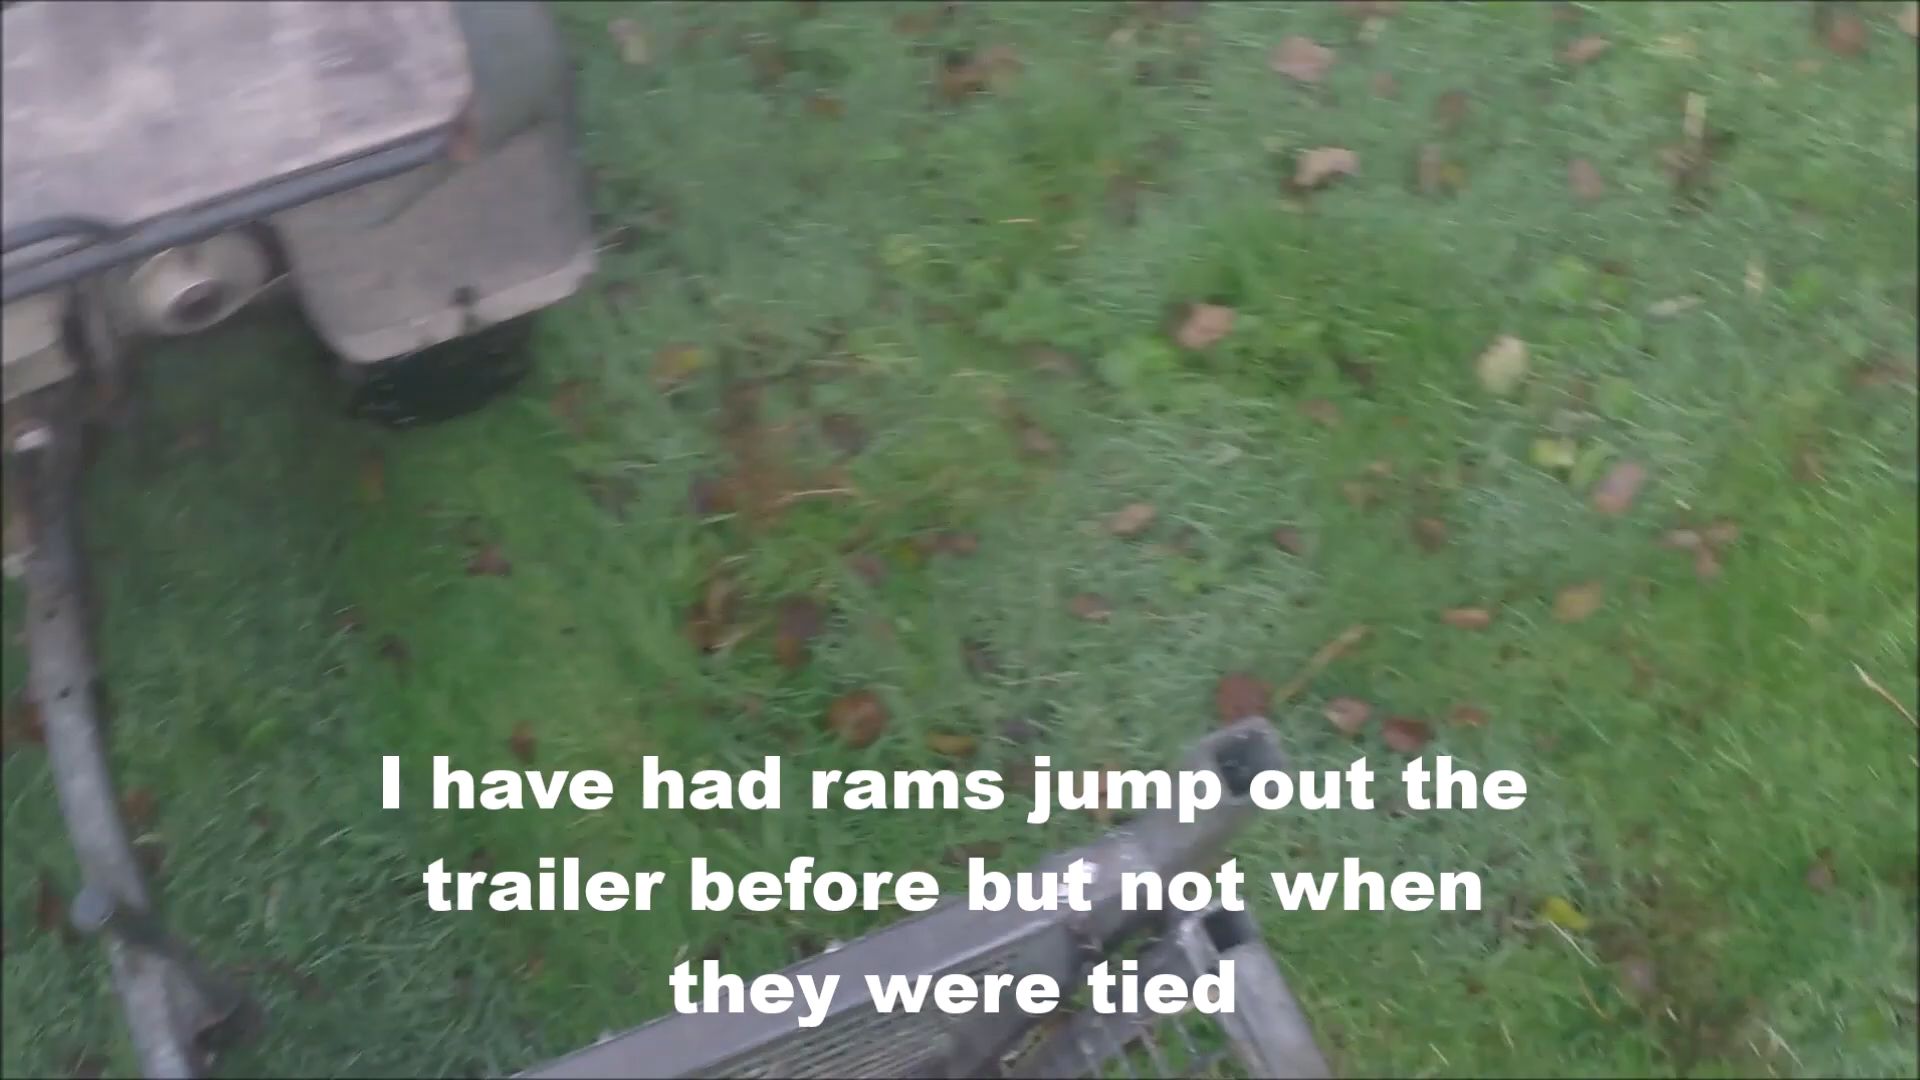 I have had rams jump out the
trailer before but not when
they were tied